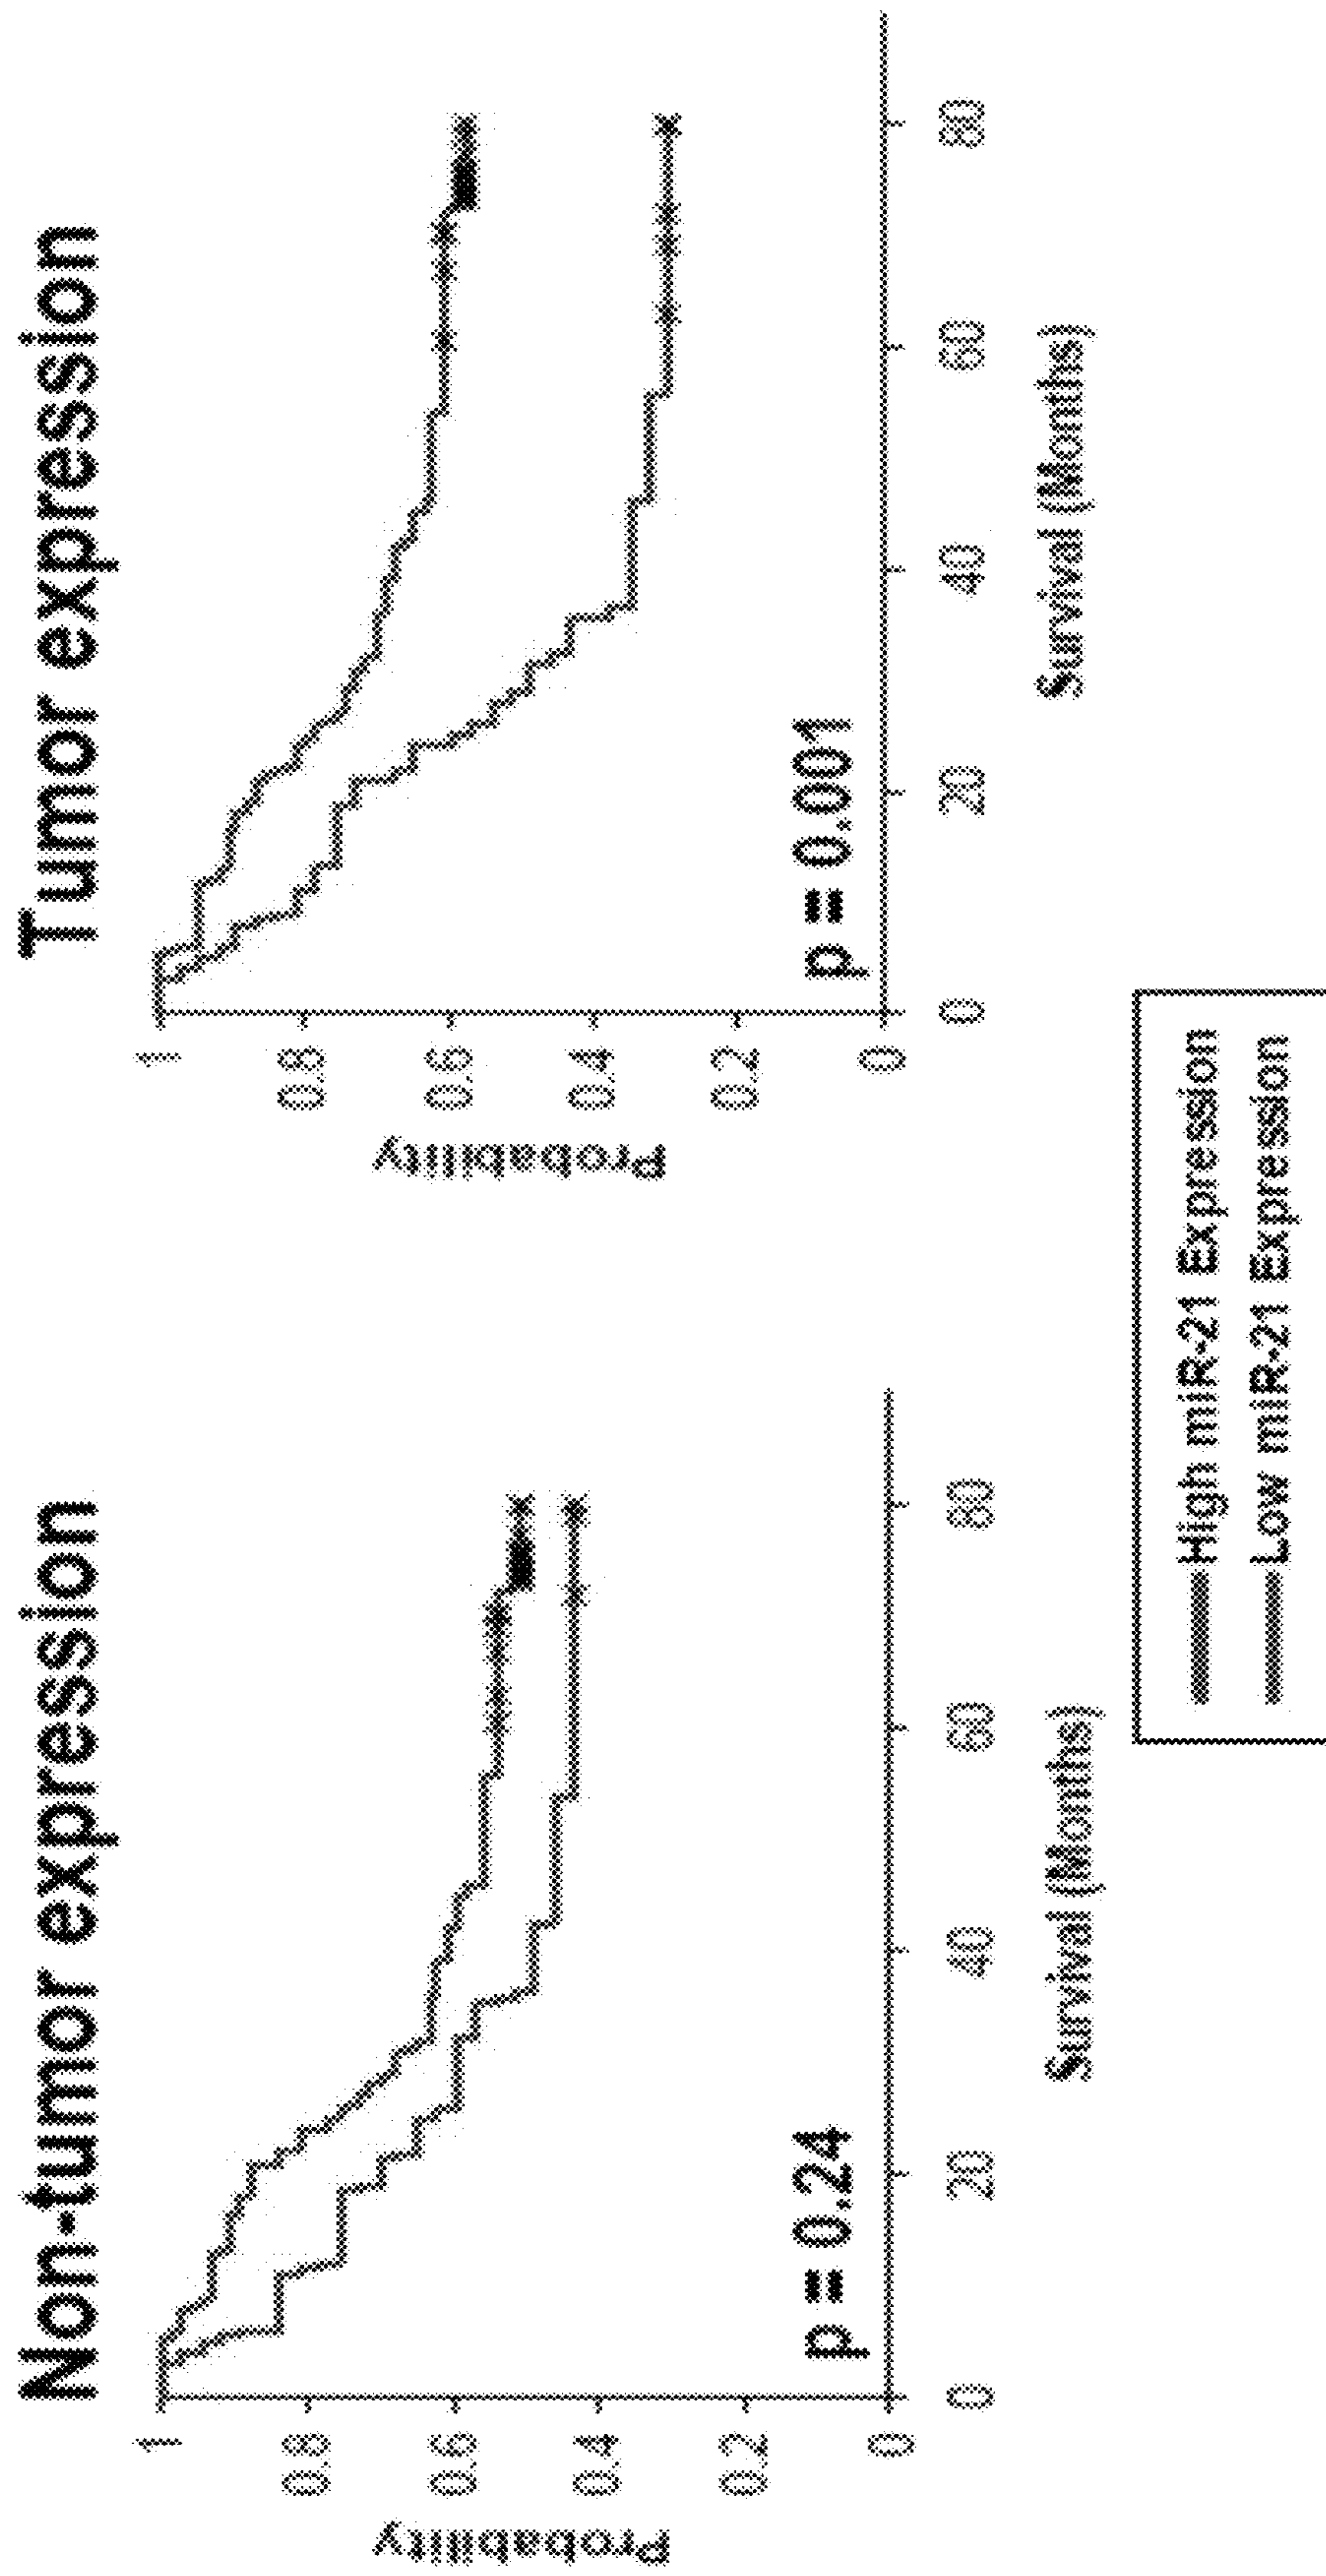 Non-tumor expression
Probability
1
0.8
0.6
0.4
0.2
0
p = 0.24
0 20 40 60 80
Survival (Months)
Tumor expression
Probability
1
0.8
0.6
0.4
0.2
0
p = 0.001
0 20 40 60 80
Survival (Months)
High miR-21 Expression
Low miR-21 Expression